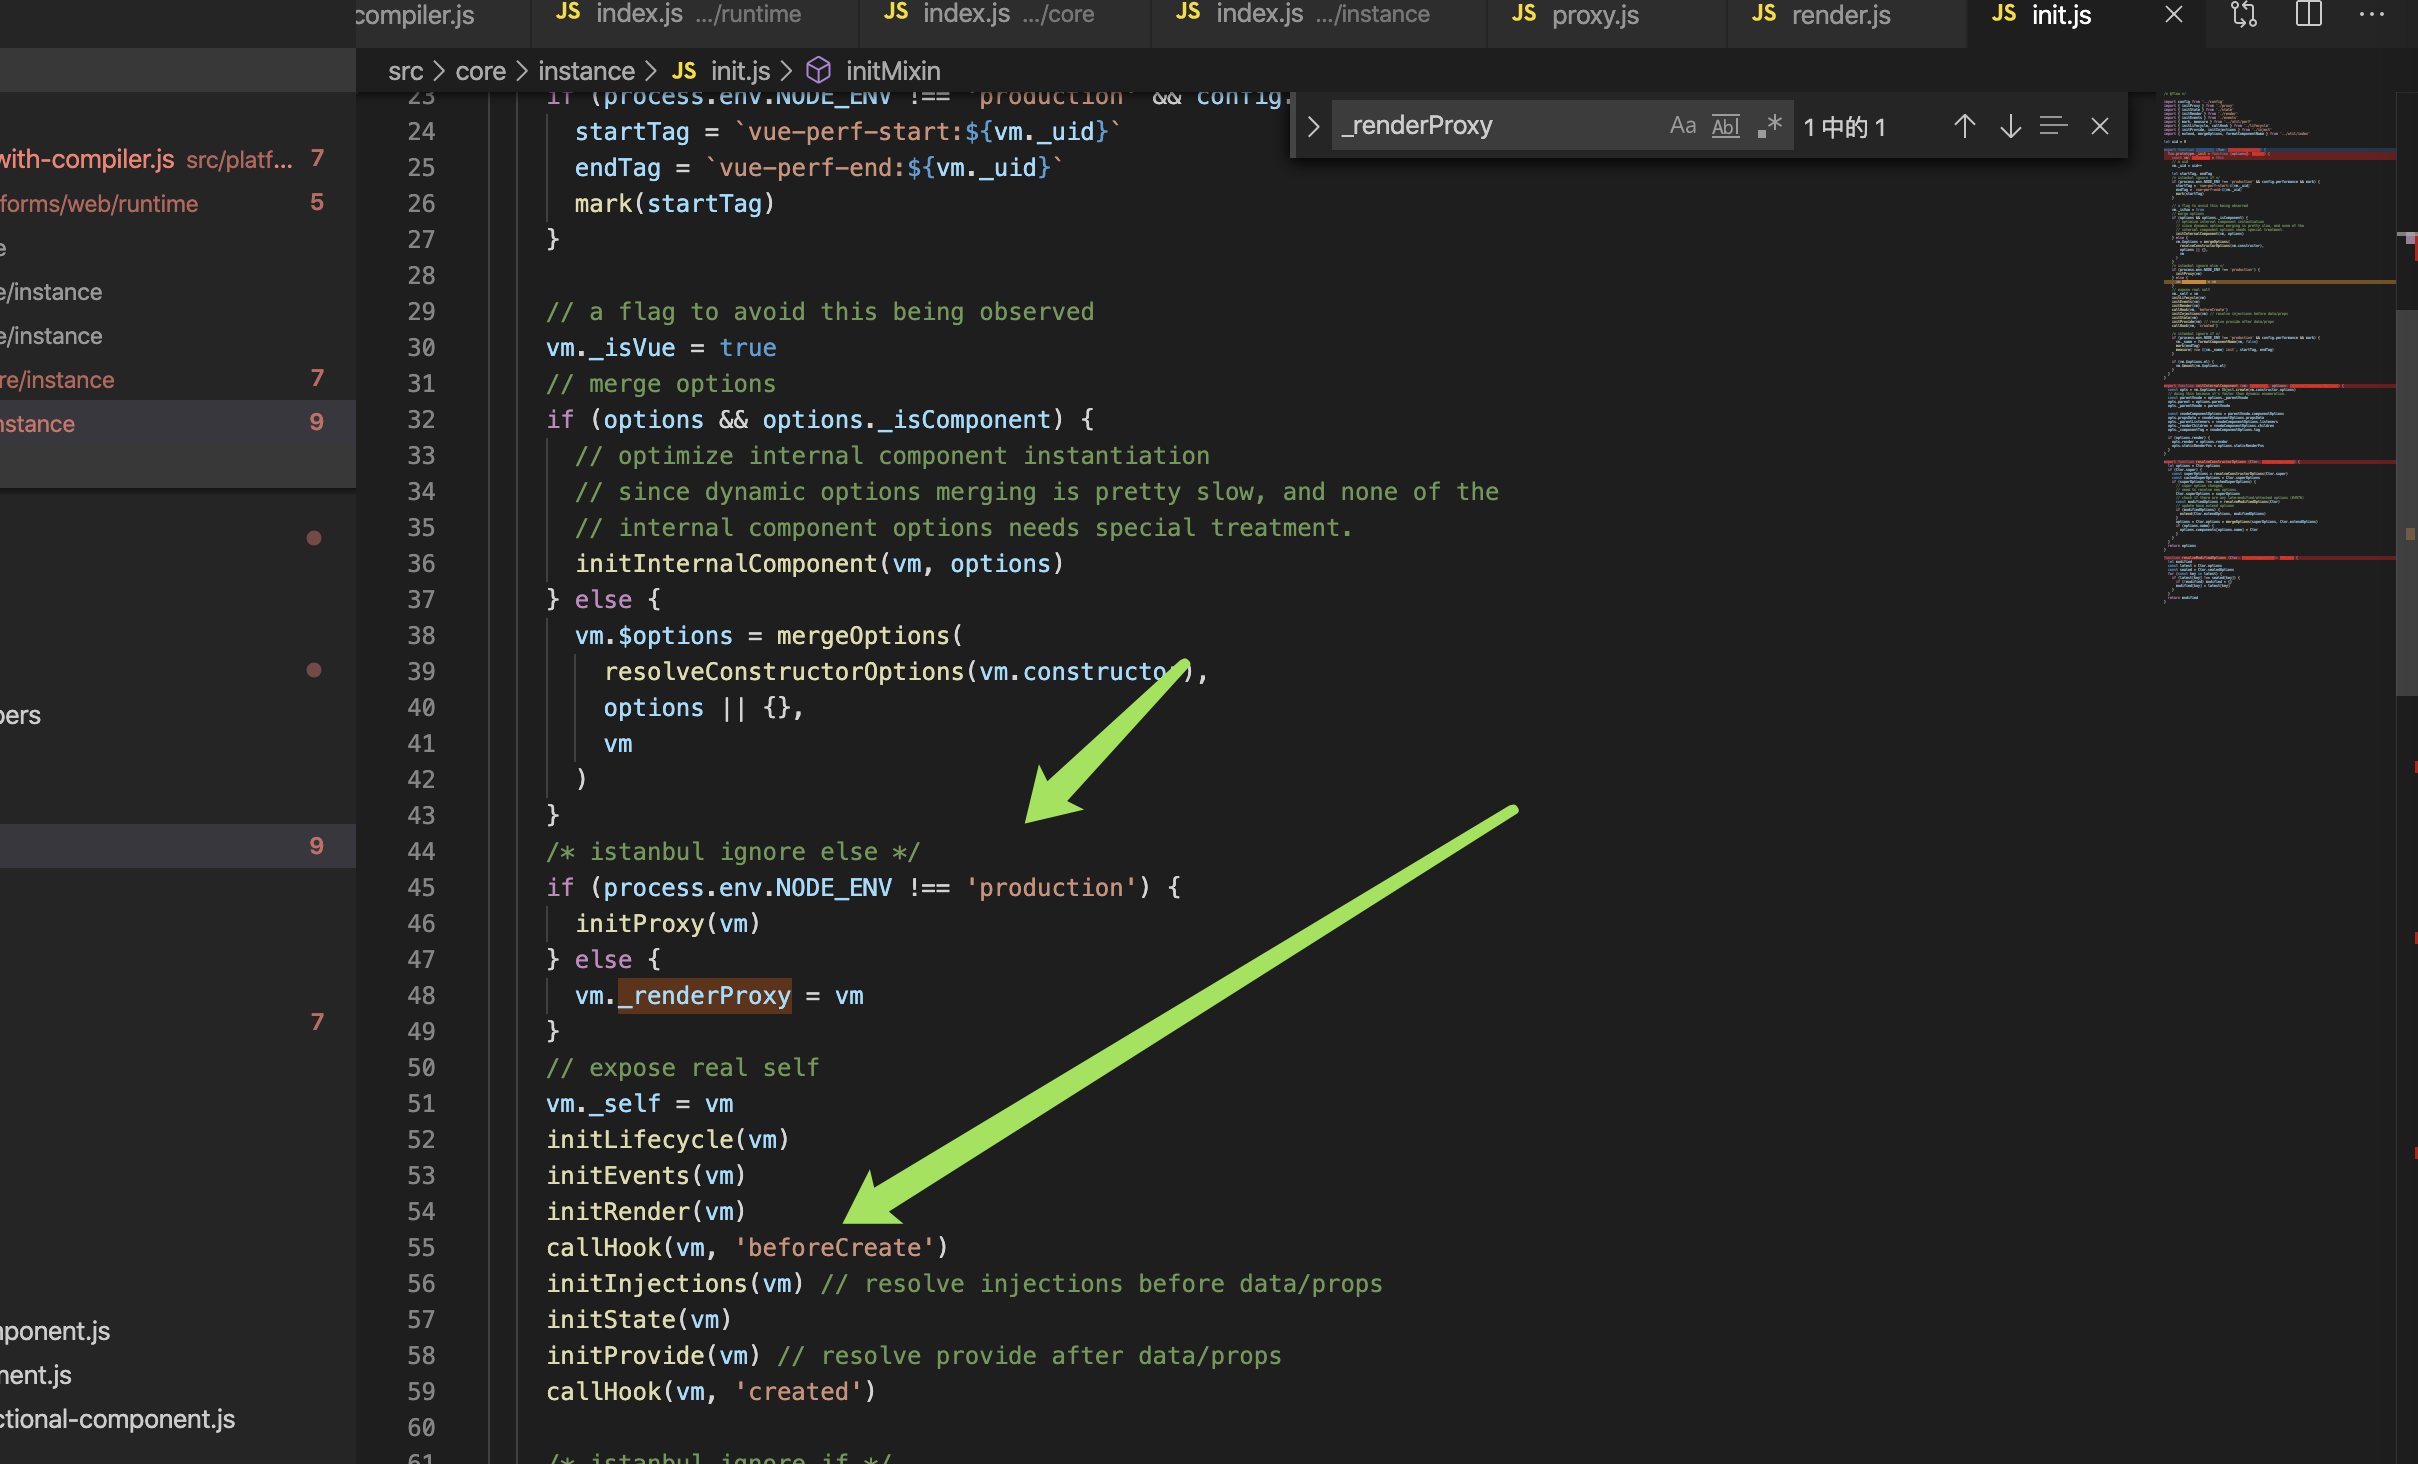 compiler.js
JS index.js .../runtime
JS index.js .../core
JS index.js .../instance
JS proxy.js
JS render.js
JS init.js
src > core > instance > JS init.js > initMixin
_renderProxy
Aa Abl .* 1 中的 1
with-compiler.js src/platf... 7
forms/web/runtime 5
e
e/instance
e/instance
re/instance 7
nstance 9
pers
9
7
ponent.js
nent.js
ctional-component.js
23 if (process.env.NODE_ENV !== 'production' && config.
24 startTag = `vue-perf-start:${vm._uid}`
25 endTag = `vue-perf-end:${vm._uid}`
26 mark(startTag)
27 }
28
29 // a flag to avoid this being observed
30 vm._isVue = true
31 // merge options
32 if (options && options._isComponent) {
33 // optimize internal component instantiation
34 // since dynamic options merging is pretty slow, and none of the
35 // internal component options needs special treatment.
36 initInternalComponent(vm, options)
37 } else {
38 vm.$options = mergeOptions(
39 resolveConstructorOptions(vm.constructor),
40 options || {},
41 vm
42 )
43 }
44 /* istanbul ignore else */
45 if (process.env.NODE_ENV !== 'production') {
46 initProxy(vm)
47 } else {
48 vm._renderProxy = vm
49 }
50 // expose real self
51 vm._self = vm
52 initLifecycle(vm)
53 initEvents(vm)
54 initRender(vm)
55 callHook(vm, 'beforeCreate')
56 initInjections(vm) // resolve injections before data/props
57 initState(vm)
58 initProvide(vm) // resolve provide after data/props
59 callHook(vm, 'created')
60
61 /* istanbul ignore if */